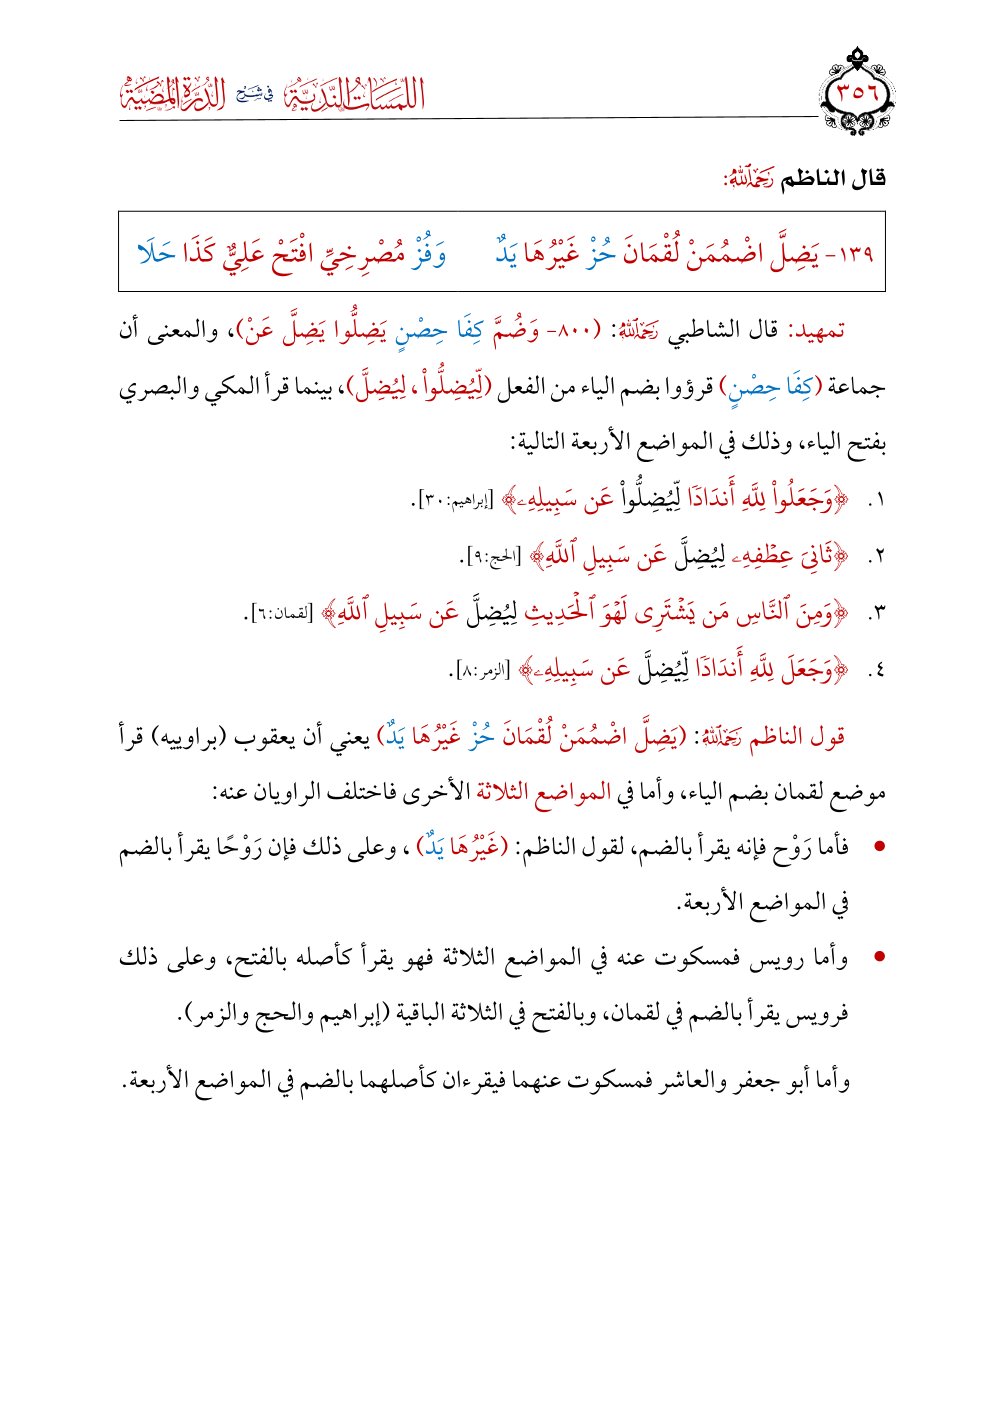 ٣٥٦
اللمسات الندية في شرح الدرة المضية
قال الناظم رَحِمَهُ ٱللَّهُ:
١٣٩- يَضِلَّ اضْمُمَنْ لُقْمَانَ حُزْ غَيْرُهَا يَدٌ وَفُزْ مُصْرِخِيِّ افْتَحْ عَلِيٌّ كَذَا حَلَا
تمهيد: قال الشاطبي رَحِمَهُ ٱللَّهُ: (٨٠٠- وَضُمَّ كِفَا حِصْنٍ يَضِلُّوا يَضِلَّ عَنْ)، والمعنى أن
جماعة (كِفَا حِصْنٍ) قرؤوا بضم الياء من الفعل (لِّيُضِلُّواْ، لِيُضِلَّ)، بينما قرأ المكي والبصري
بفتح الياء، وذلك في المواضع الأربعة التالية:
١. ﴿وَجَعَلُواْ لِلَّهِ أَندَادٗا لِّيُضِلُّواْ عَن سَبِيلِهِۦ﴾ [إبراهيم:٣٠].
٢. ﴿ثَانِيَ عِطۡفِهِۦ لِيُضِلَّ عَن سَبِيلِ ٱللَّهِ﴾ [الحج:٩].
٣. ﴿وَمِنَ ٱلنَّاسِ مَن يَشۡتَرِي لَهۡوَ ٱلۡحَدِيثِ لِيُضِلَّ عَن سَبِيلِ ٱللَّهِ﴾ [لقمان:٦].
٤. ﴿وَجَعَلَ لِلَّهِ أَندَادٗا لِّيُضِلَّ عَن سَبِيلِهِۦ﴾ [الزمر:٨].
قول الناظم رَحِمَهُ ٱللَّهُ: (يَضِلَّ اضْمُمَنْ لُقْمَانَ حُزْ غَيْرُهَا يَدٌ) يعني أن يعقوب (براوييه) قرأ
موضع لقمان بضم الياء، وأما في المواضع الثلاثة الأخرى فاختلف الراويان عنه:
• فأما رَوْح فإنه يقرأ بالضم، لقول الناظم: (غَيْرُهَا يَدٌ) ، وعلى ذلك فإن رَوْحًا يقرأ بالضم
في المواضع الأربعة.
• وأما رويس فمسكوت عنه في المواضع الثلاثة فهو يقرأ كأصله بالفتح، وعلى ذلك
فرويس يقرأ بالضم في لقمان، وبالفتح في الثلاثة الباقية (إبراهيم والحج والزمر).
وأما أبو جعفر والعاشر فمسكوت عنهما فيقرءان كأصلهما بالضم في المواضع الأربعة.